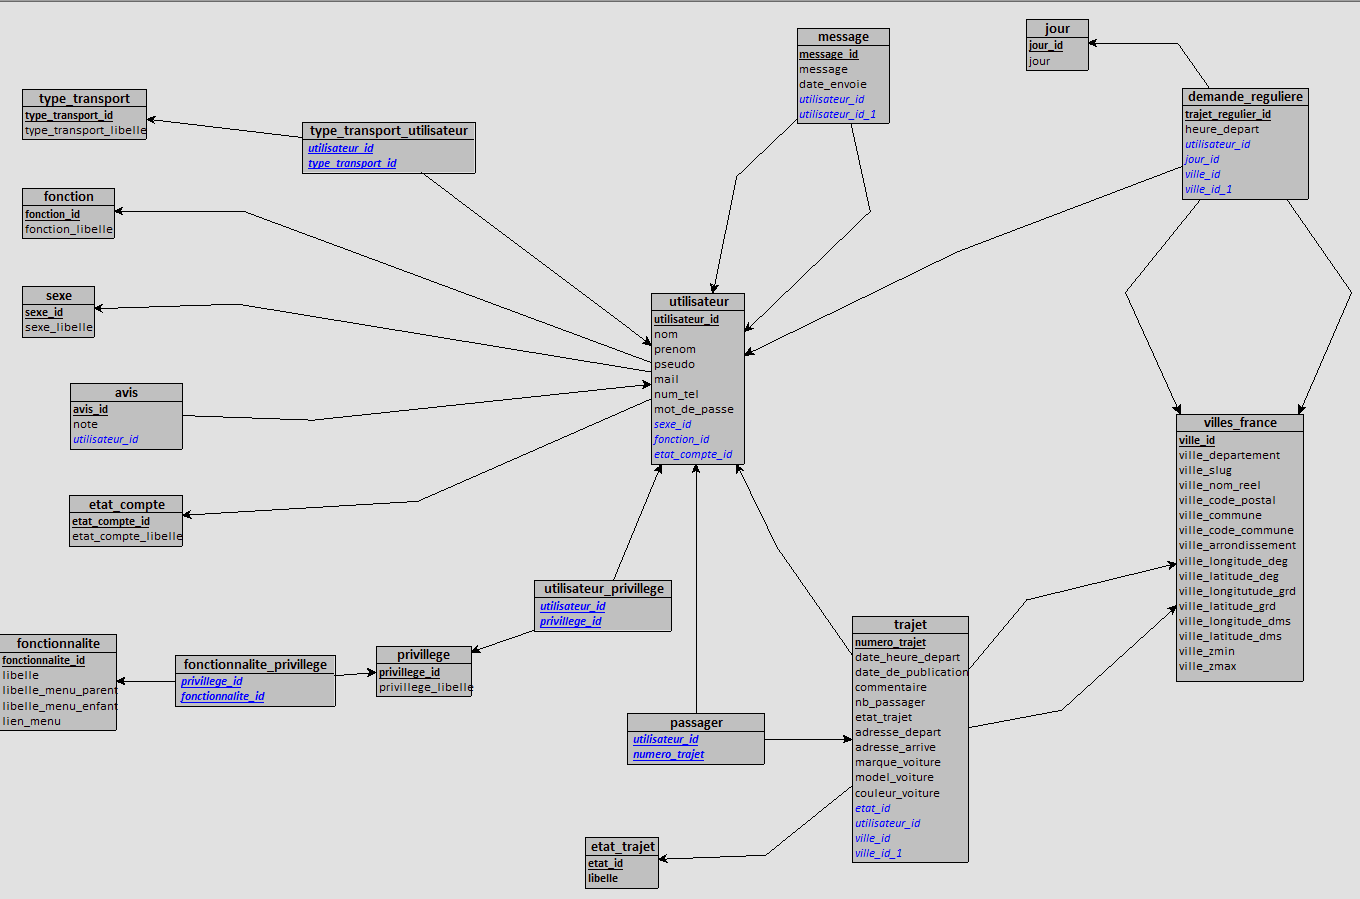 message
message_id
message
date_envoie
utilisateur_id
utilisateur_id_1
jour
jour_id
jour
demande_reguliere
trajet_regulier_id
heure_depart
utilisateur_id
jour_id
ville_id
ville_id_1
type_transport
type_transport_id
type_transport_libelle
type_transport_utilisateur
utilisateur_id
type_transport_id
fonction
fonction_id
fonction_libelle
sexe
sexe_id
sexe_libelle
utilisateur
utilisateur_id
nom
prenom
pseudo
mail
num_tel
mot_de_passe
sexe_id
fonction_id
etat_compte_id
avis
avis_id
note
utilisateur_id
villes_france
ville_id
ville_departement
ville_slug
ville_nom_reel
ville_code_postal
ville_commune
ville_code_commune
ville_arrondissement
ville_longitude_deg
ville_latitude_deg
ville_longitutude_grd
ville_latitude_grd
ville_longitude_dms
ville_latitude_dms
ville_zmin
ville_zmax
etat_compte
etat_compte_id
etat_compte_libelle
utilisateur_privillege
utilisateur_id
privillege_id
fonctionnalite
fonctionnalite_id
libelle
libelle_menu_parent
libelle_menu_enfant
lien_menu
fonctionnalite_privillege
privillege_id
fonctionnalite_id
privillege
privillege_id
privillege_libelle
trajet
numero_trajet
date_heure_depart
date_de_publication
commentaire
nb_passager
etat_trajet
adresse_depart
adresse_arrive
marque_voiture
model_voiture
couleur_voiture
etat_id
utilisateur_id
ville_id
ville_id_1
passager
utilisateur_id
numero_trajet
etat_trajet
etat_id
libelle